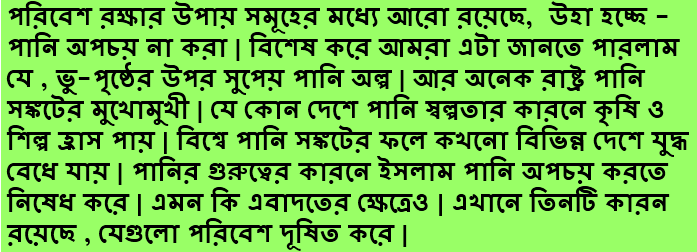 পরিবেশ রক্ষার উপায় সমূহের মধ্যে আরো রয়েছে, উহা হচ্ছে -
পানি অপচয় না করা | বিশেষ করে আমরা এটা জানতে পারলাম
যে , ভু-পৃষ্ঠের উপর সুপেয় পানি অল্প | আর অনেক রাষ্ট্র পানি
সঙ্কটের মুখোমুখী | যে কোন দেশে পানি স্বল্পতার কারনে কৃষি ও
শিল্প হ্রাস পায় | বিশ্বে পানি সঙ্কটের ফলে কখনো বিভিন্ন দেশে যুদ্ধ
বেধে যায় | পানির গুরুত্বের কারনে ইসলাম পানি অপচয় করতে
নিষেধ করে | এমন কি এবাদতের ক্ষেত্রেও | এখানে তিনটি কারন
রয়েছে , যেগুলো পরিবেশ দূষিত করে |